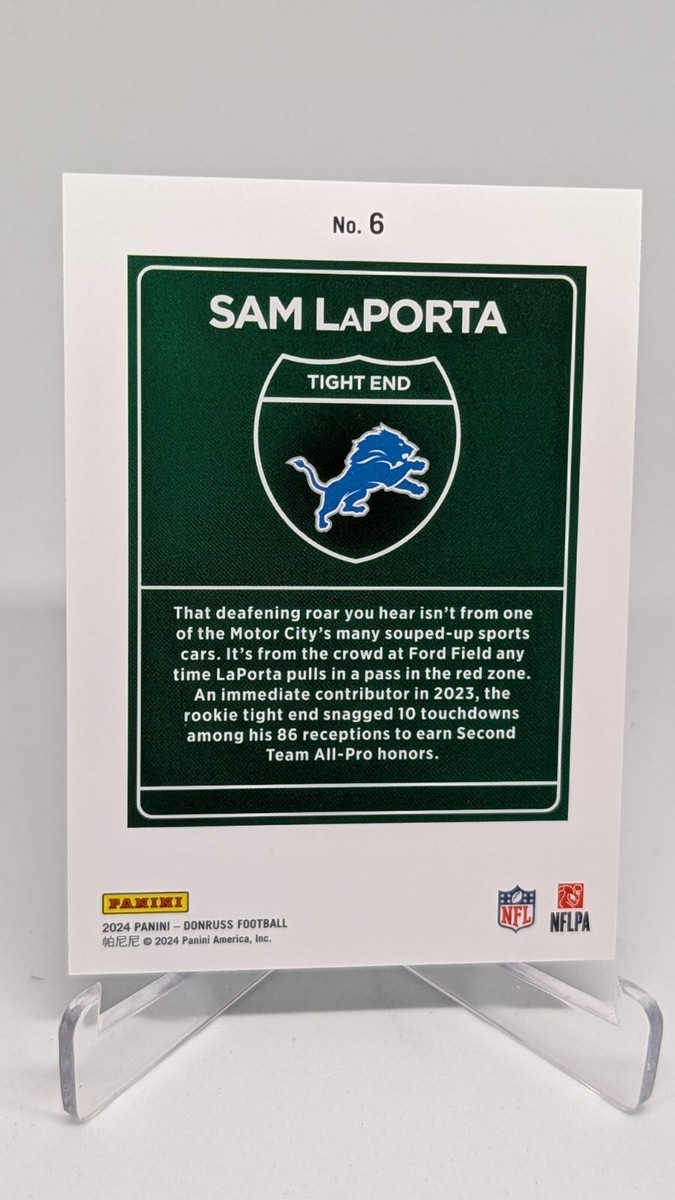 No. 6
SAM LAPORTA
TIGHT END
That deafening roar you hear isn't from one
of the Motor City's many souped-up sports
cars. It's from the crowd at Ford Field any
time LaPorta pulls in a pass in the red zone.
An immediate contributor in 2023, the
rookie tight end snagged 10 touchdowns
among his 86 receptions to earn Second
Team All-Pro honors.
PANINI
2024 PANINI – DONRUSS FOOTBALL
帕尼尼 © 2024 Panini America, Inc.
NFL
NFLPA